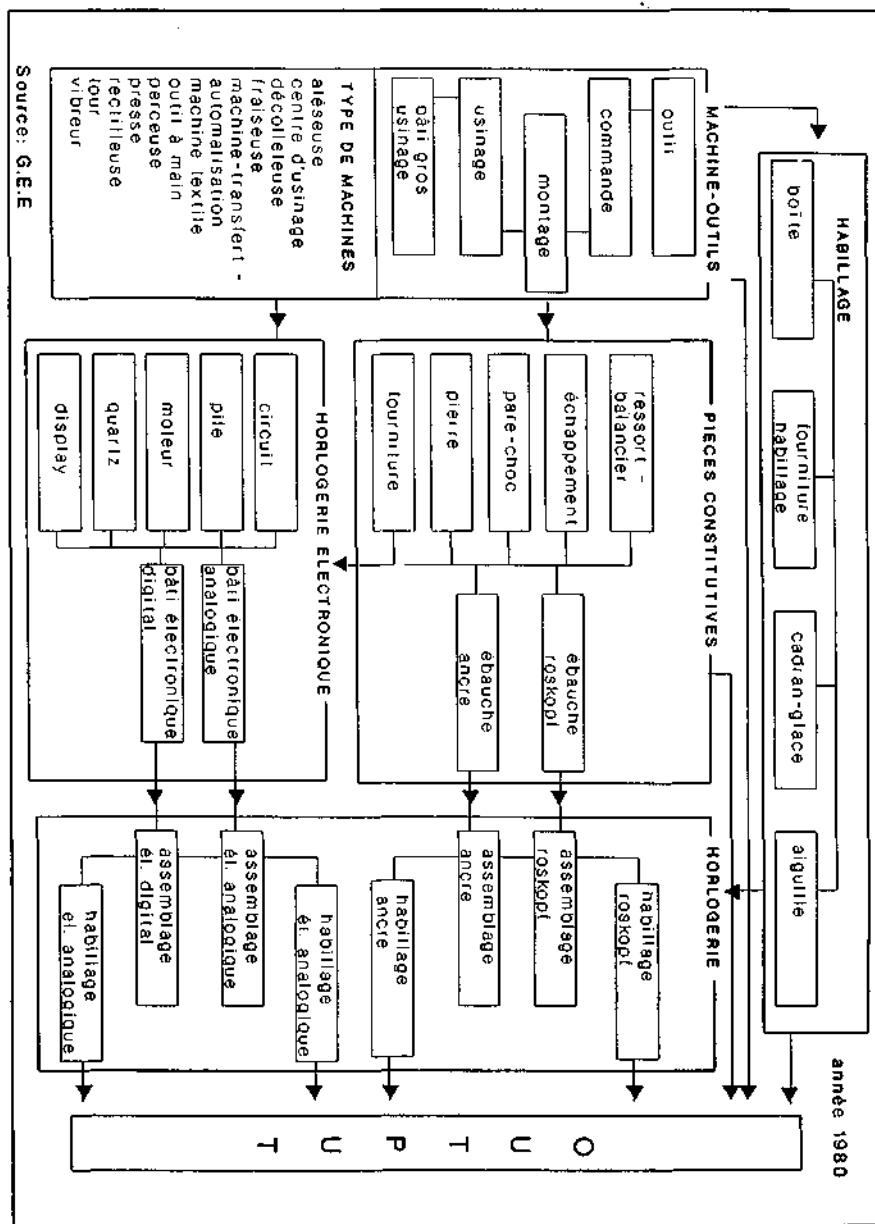 année 1980
HABILLAGE
boîte
fourniture
habillage
cadran-glace
aiguille
MACHINE-OUTILS
outil
commande
montage
usinage
bâti gros
usinage
TYPE DE MACHINES
aléseuse
centre d'usinage
décolleteuse
fraiseuse
machine-transfert -
automatisation
machine textile
outil à main
perceuse
presse
rectifieuse
tour
vibreur
PIECES CONSTITUTIVES
ressort -
balancier
échappement
pare-choc
pierre
fourniture
ébauche
roskopf
ébauche
ancre
HORLOGERIE ELECTRONIQUE
circuit
pile
moteur
quartz
display
bâti électronique
analogique
bâti électronique
digital
HORLOGERIE
habillage
roskopf
assemblage
roskopf
assemblage
ancre
habillage
ancre
habillage
él. analogique
assemblage
él. analogique
assemblage
él. digital
habillage
él. analogique
OUTPUT
Source: G.E.E